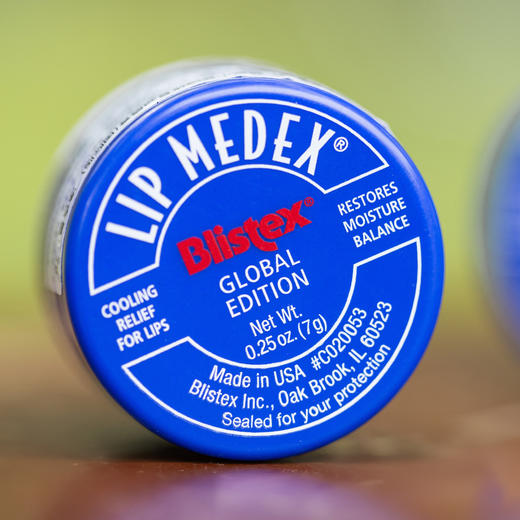 LIP MEDEX®
Blistex®
GLOBAL
EDITION
Net Wt.
0.25 oz. (7g)
COOLING
RELIEF
FOR LIPS
RESTORES
MOISTURE
BALANCE
Made in USA #C020053
Blistex Inc., Oak Brook, IL 60523
Sealed for your protection